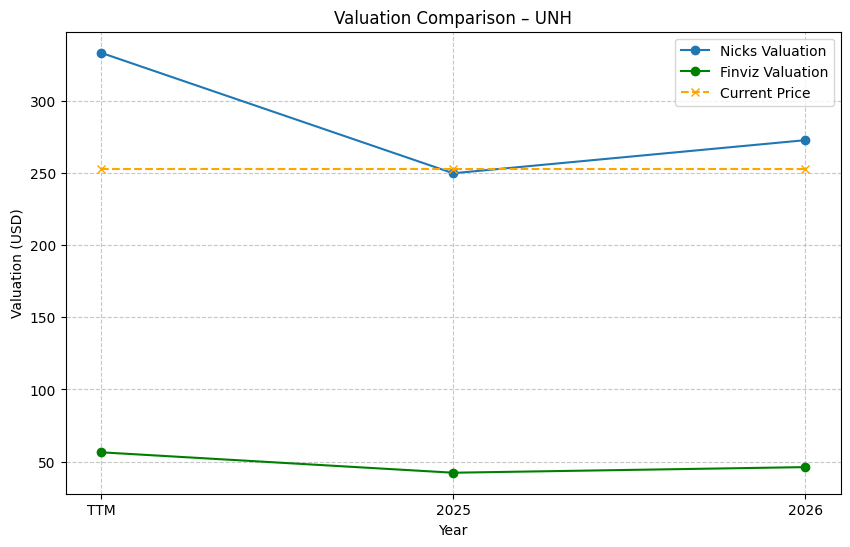 Valuation Comparison – UNH
Nicks Valuation
Finviz Valuation
Current Price
Valuation (USD)
300
250
200
150
100
50
TTM
2025
2026
Year